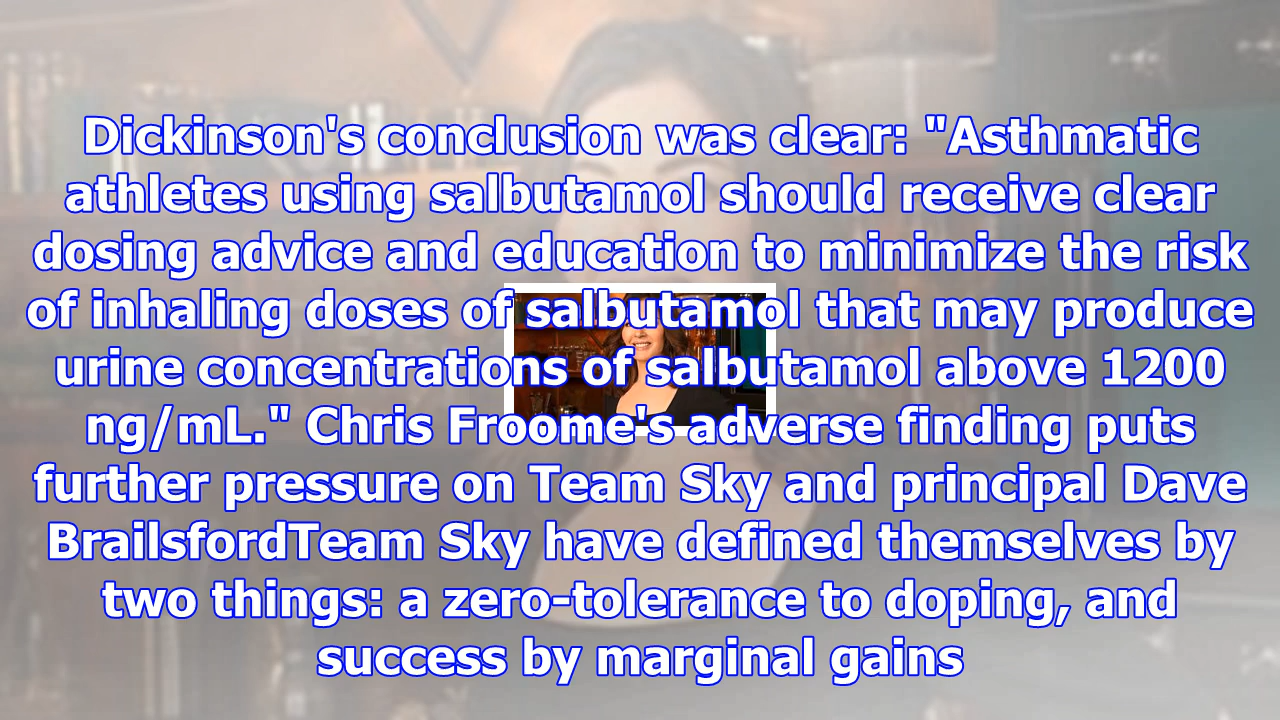 Dickinson's conclusion was clear: "Asthmatic
athletes using salbutamol should receive clear
dosing advice and education to minimize the risk
of inhaling doses of salbutamol that may produce
urine concentrations of salbutamol above 1200
ng/mL." Chris Froome's adverse finding puts
further pressure on Team Sky and principal Dave
BrailsfordTeam Sky have defined themselves by
two things: a zero-tolerance to doping, and
success by marginal gains